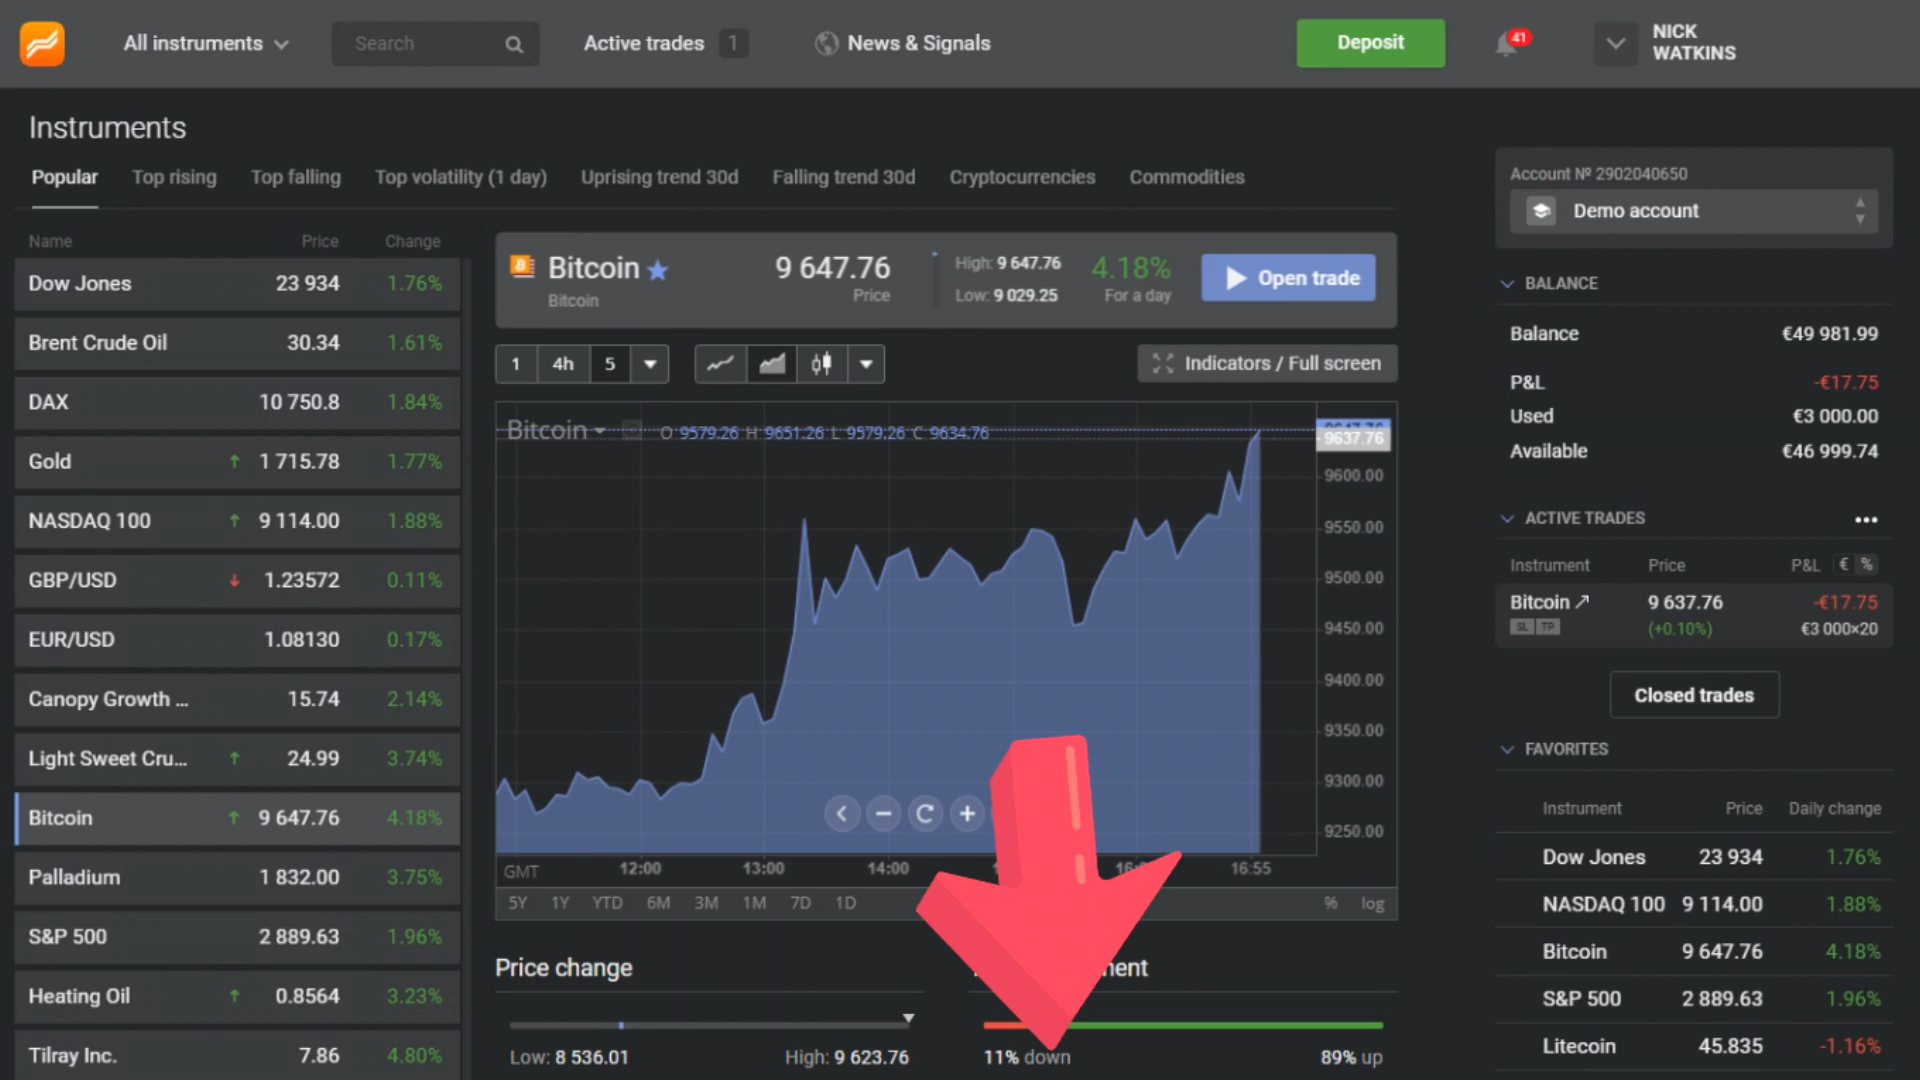 All instruments
Search
Active trades 1
News & Signals
Deposit
41
NICK
WATKINS
Instruments
Popular Top rising Top falling Top volatility (1 day) Uprising trend 30d Falling trend 30d Cryptocurrencies Commodities
Name Price Change
Dow Jones 23 934 1.76%
Brent Crude Oil 30.34 1.61%
DAX 10 750.8 1.84%
Gold 1 715.78 1.77%
NASDAQ 100 9 114.00 1.88%
GBP/USD 1.23572 0.11%
EUR/USD 1.08130 0.17%
Canopy Growth ... 15.74 2.14%
Light Sweet Cru... 24.99 3.74%
Bitcoin 9 647.76 4.18%
Palladium 1 832.00 3.75%
S&P 500 2 889.63 1.96%
Heating Oil 0.8564 3.23%
Tilray Inc. 7.86 4.80%
Bitcoin
Bitcoin
9 647.76
Price
High: 9 647.76
Low: 9 029.25
4.18%
For a day
Open trade
1 4h 5
Indicators / Full screen
Bitcoin O 9579.26 H 9651.26 L 9579.26 C 9634.76
9637.76
9600.00
9550.00
9500.00
9450.00
9400.00
9350.00
9300.00
9250.00
GMT 12:00 13:00 14:00 16:55
5Y 1Y YTD 6M 3M 1M 7D 1D % log
Price change
Low: 8 536.01 High: 9 623.76
11% down 89% up
Account № 2902040650
Demo account
BALANCE
Balance €49 981.99
P&L -€17.75
Used €3 000.00
Available €46 999.74
ACTIVE TRADES
Instrument Price P&L € %
Bitcoin 9 637.76 -€17.75
SL TP (+0.10%) €3 000×20
Closed trades
FAVORITES
Instrument Price Daily change
Dow Jones 23 934 1.76%
NASDAQ 100 9 114.00 1.88%
Bitcoin 9 647.76 4.18%
S&P 500 2 889.63 1.96%
Litecoin 45.835 -1.16%